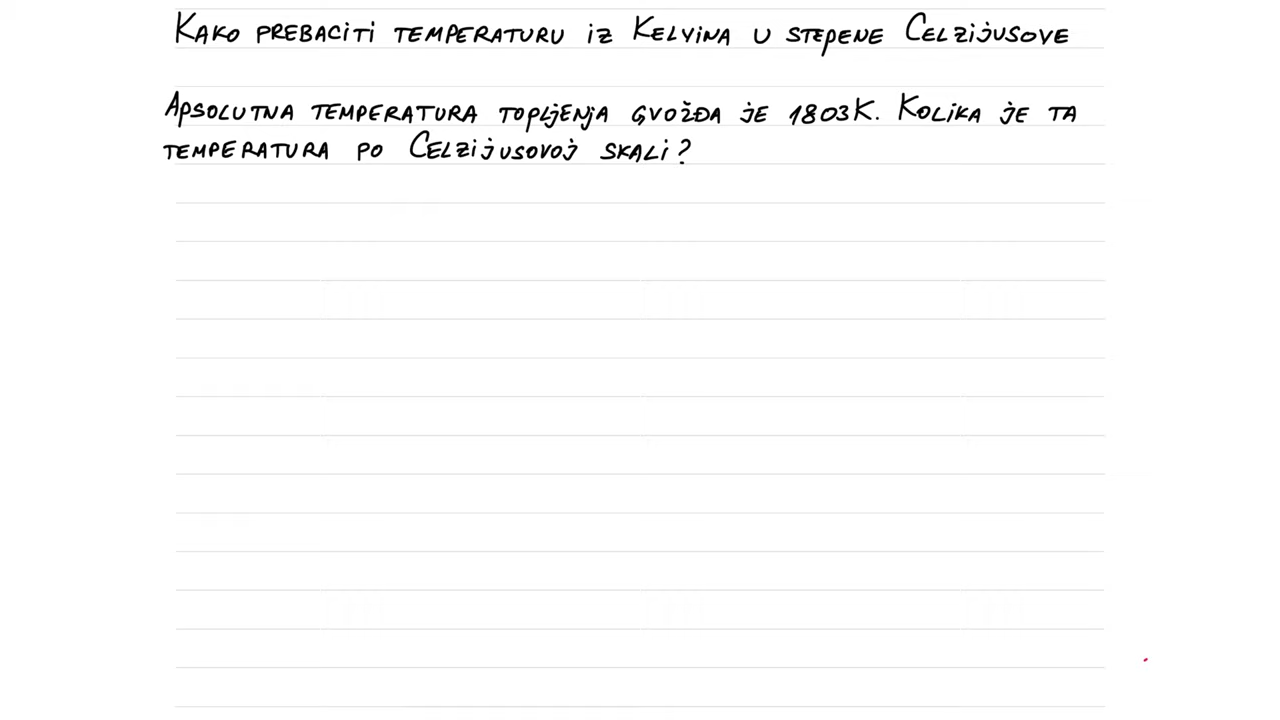 Kako prebaciti temperaturu iz Kelvina u stepene Celzijusove
Apsolutna temperatura topljenja gvožđa je 1803K. Kolika je ta
temperatura po Celzijusovoj skali?